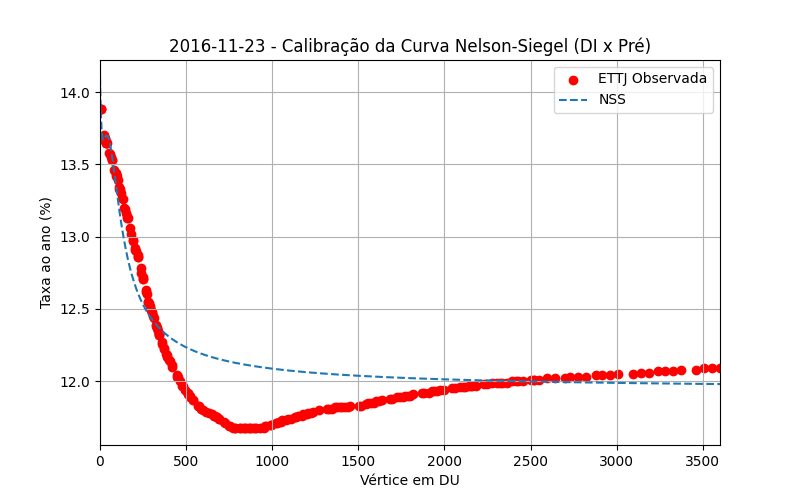 2016-11-23 - Calibração da Curva Nelson-Siegel (DI x Pré)
ETTJ Observada
NSS
Taxa ao ano (%)
14.0
13.5
13.0
12.5
12.0
0 500 1000 1500 2000 2500 3000 3500
Vértice em DU